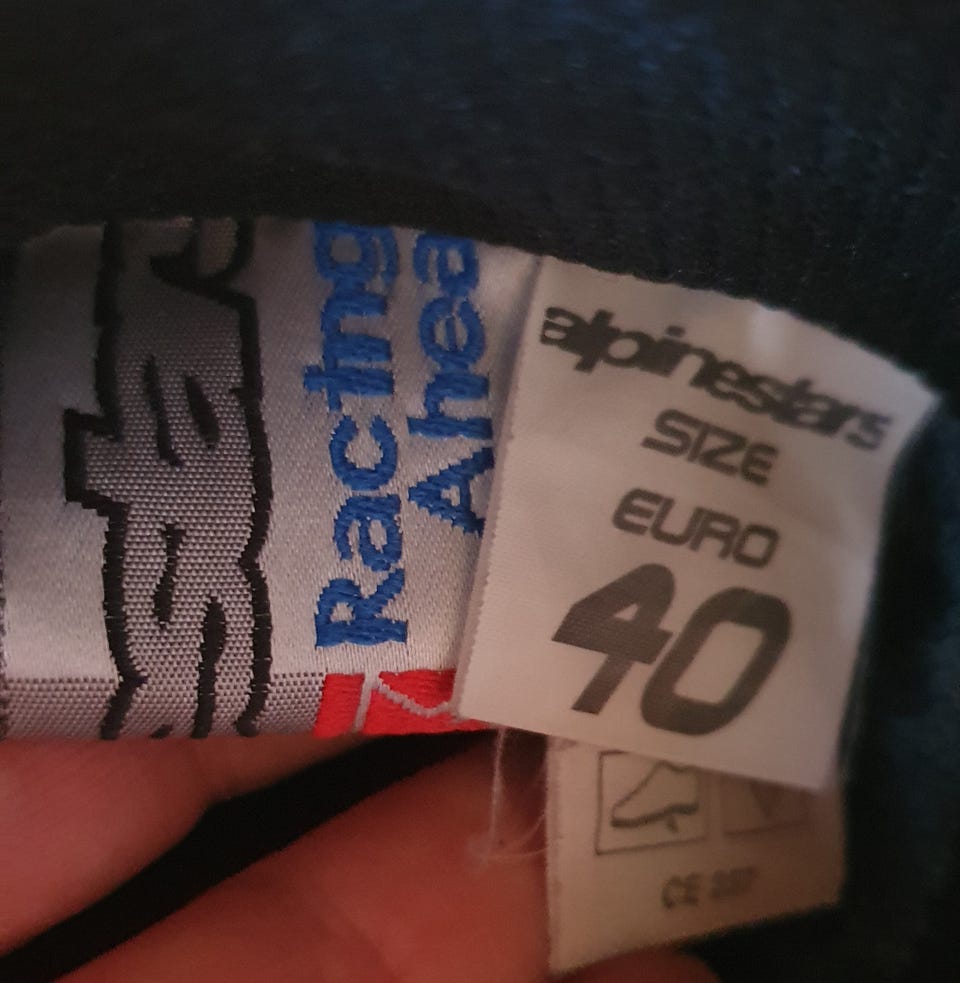 Racing
Ahea
alpinestars
SIZE
EURO
40
CE